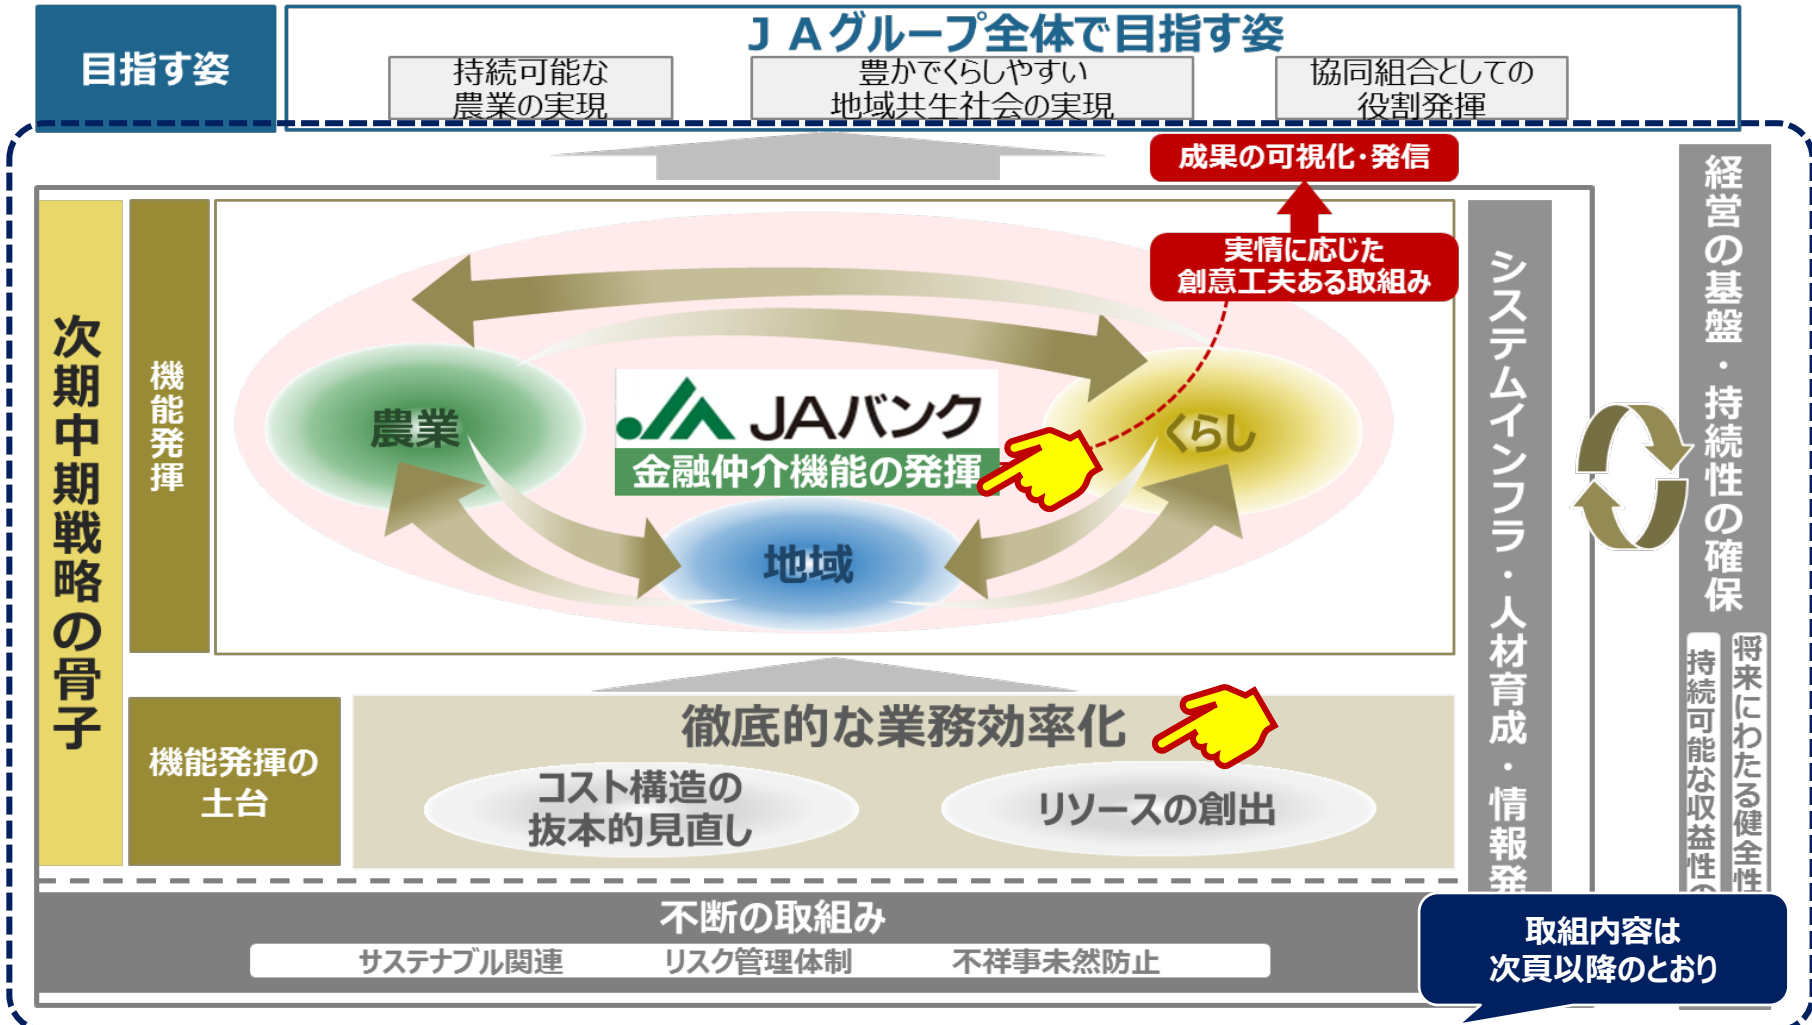 目指す姿
JAグループ全体で目指す姿
持続可能な
農業の実現
豊かでくらしやすい
地域共生社会の実現
協同組合としての
役割発揮
成果の可視化・発信
実情に応じた
創意工夫ある取組み
次期中期戦略の骨子
機能発揮
農業
JAバンク
金融仲介機能の発揮
くらし
地域
システムインフラ・人材育成・情報発
経営の基盤・持続性の確保
将来にわたる健全性
持続可能な収益性の
機能発揮の
土台
徹底的な業務効率化
コスト構造の
抜本的見直し
リソースの創出
不断の取組み
サステナブル関連
リスク管理体制
不祥事未然防止
取組内容は
次頁以降のとおり